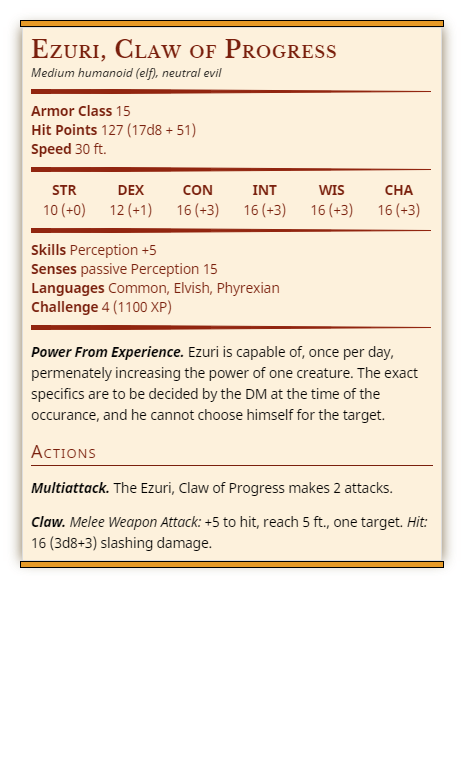 Ezuri, Claw of Progress
Medium humanoid (elf), neutral evil
Armor Class 15
Hit Points 127 (17d8 + 51)
Speed 30 ft.
STR DEX CON INT WIS CHA
10 (+0) 12 (+1) 16 (+3) 16 (+3) 16 (+3) 16 (+3)
Skills Perception +5
Senses passive Perception 15
Languages Common, Elvish, Phyrexian
Challenge 4 (1100 XP)
Power From Experience. Ezuri is capable of, once per day,
permenately increasing the power of one creature. The exact
specifics are to be decided by the DM at the time of the
occurance, and he cannot choose himself for the target.
Actions
Multiattack. The Ezuri, Claw of Progress makes 2 attacks.
Claw. Melee Weapon Attack: +5 to hit, reach 5 ft., one target. Hit:
16 (3d8+3) slashing damage.